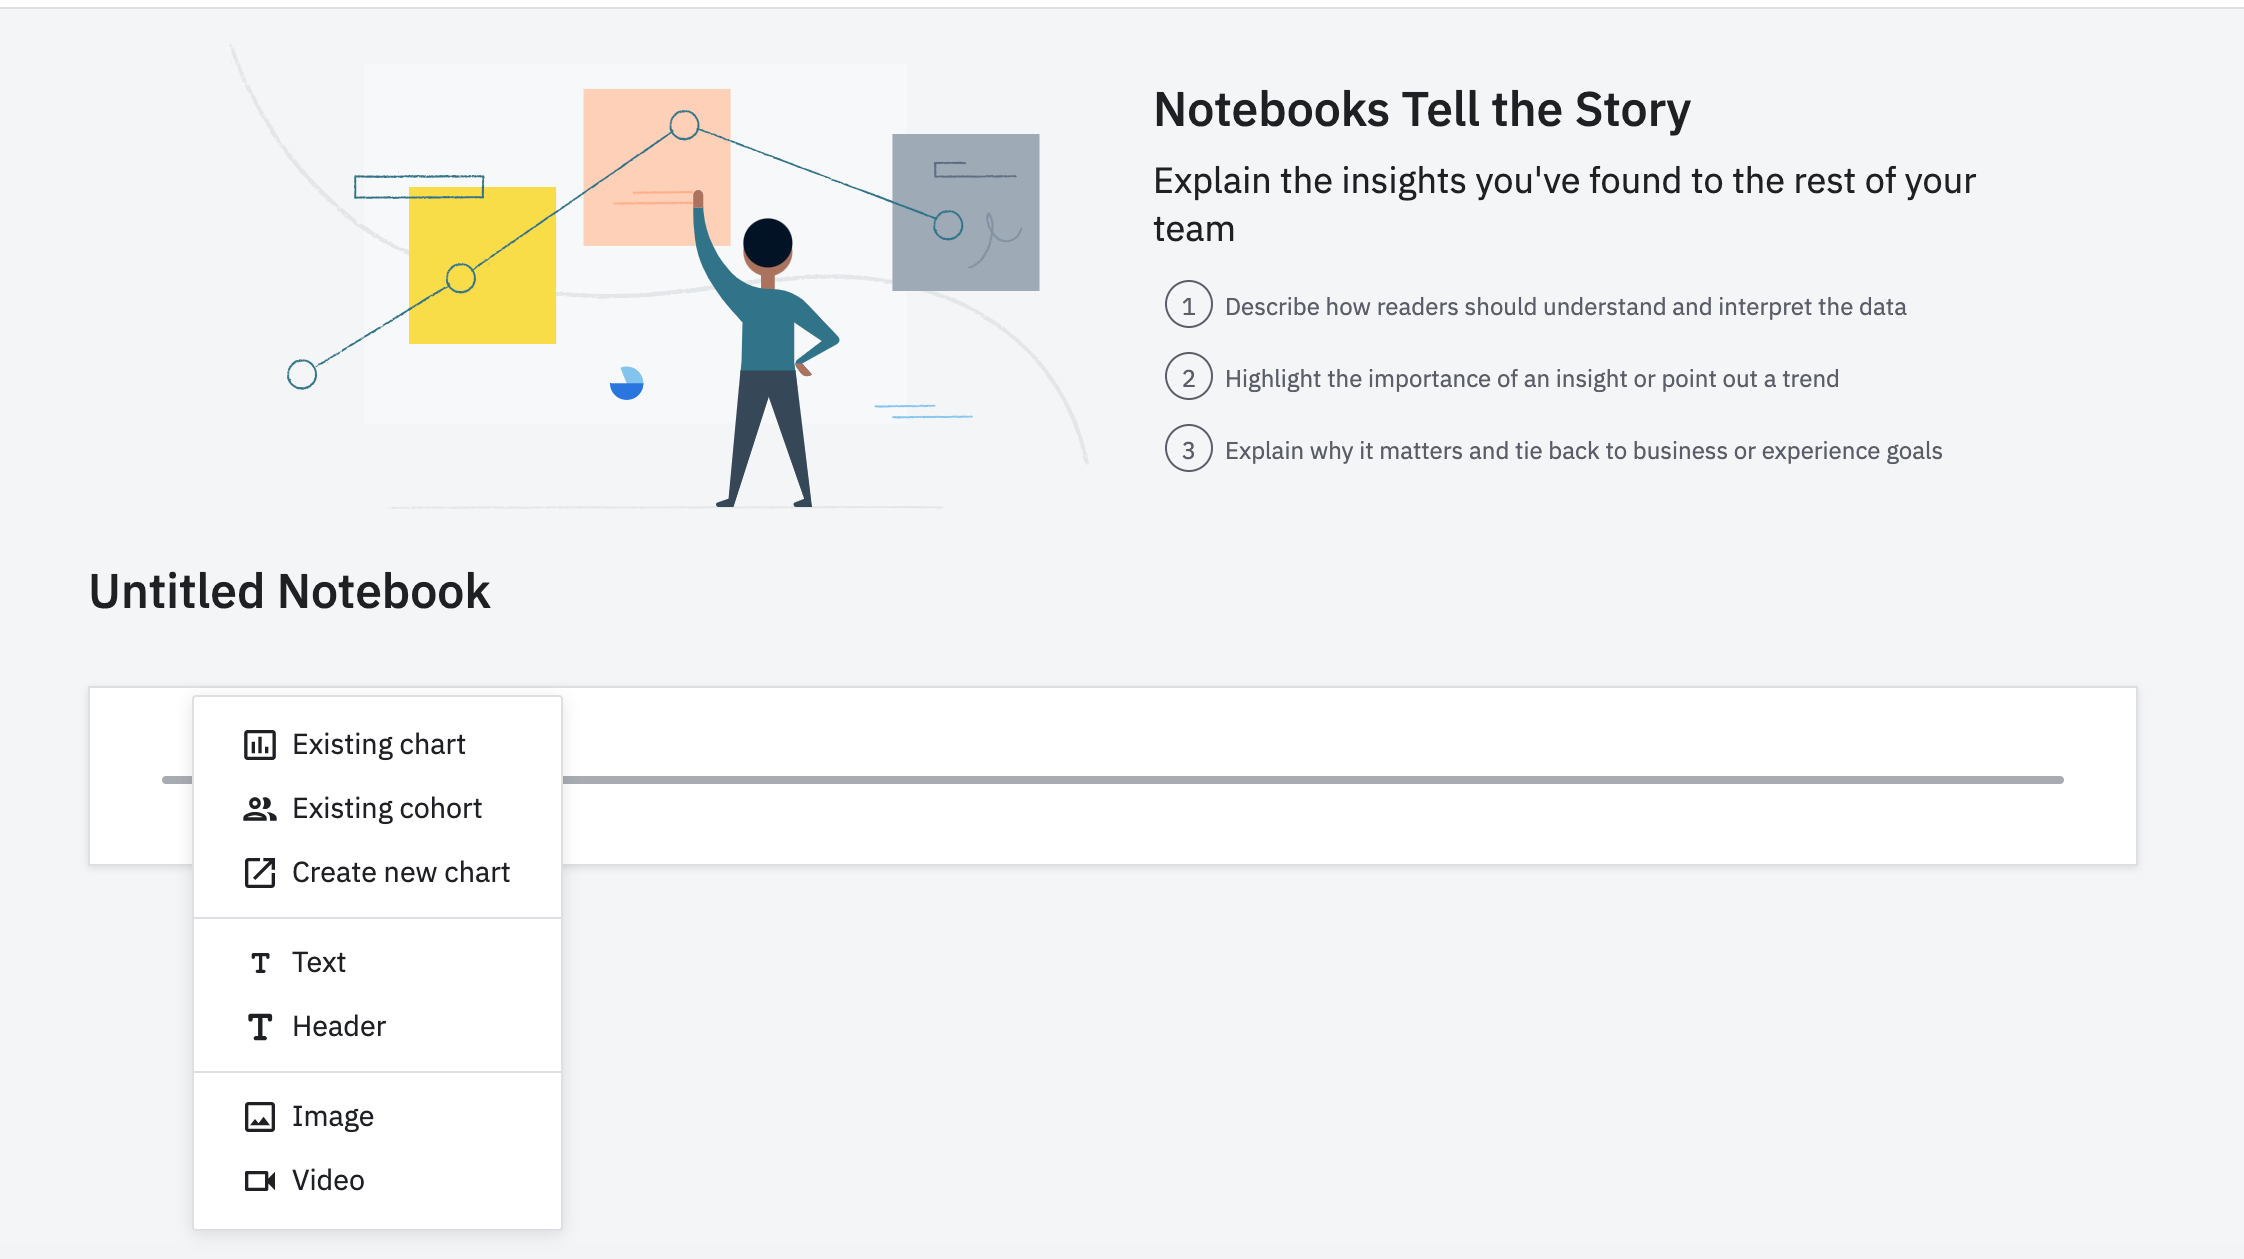 Notebooks Tell the Story
Explain the insights you've found to the rest of your
team
1 Describe how readers should understand and interpret the data
2 Highlight the importance of an insight or point out a trend
3 Explain why it matters and tie back to business or experience goals
Untitled Notebook
Existing chart
Existing cohort
Create new chart
Text
Header
Image
Video